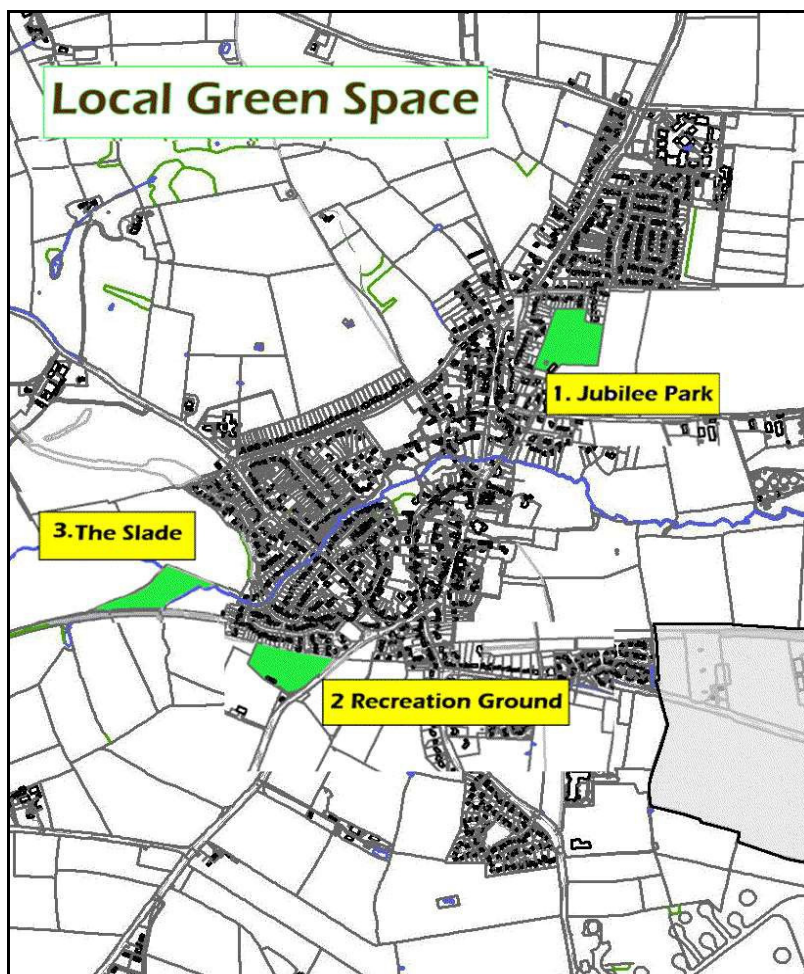 Local Green Space
1. Jubilee Park
3.The Slade
2 Recreation Ground